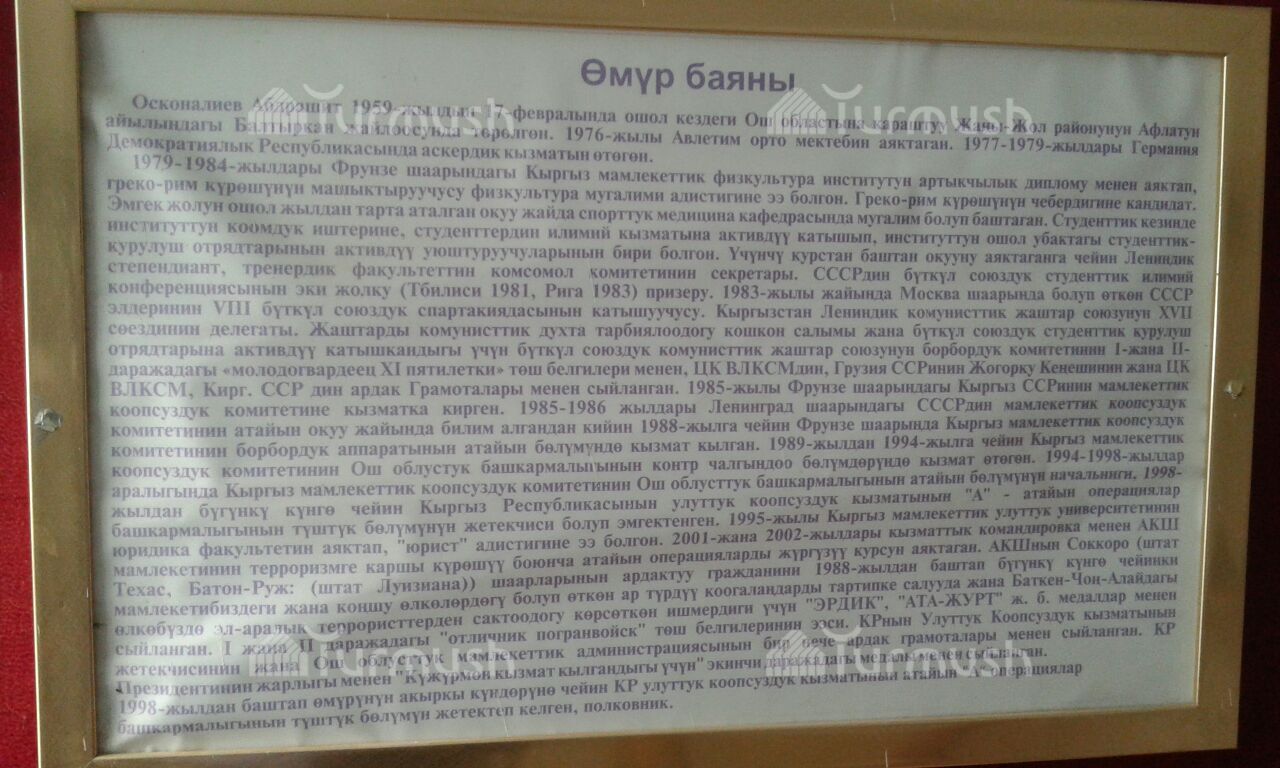 Өмүр баяны
Осконалиев Айдрашит 1959-жылдын 17-февралында ошол кездеги Ош областына караштуу Жаңы-Жол районунун Афлатун
айылындагы Балтыркан жайлоосунда төрөлгөн. 1976-жылы Авлетим орто мектебин аяктаган. 1977-1979-жылдары Германия
Демократиялык Республикасында аскердик кызматын өтөгөн.
1979-1984-жылдары Фрунзе шаарындагы Кыргыз мамлекеттик физкультура институтун артыкчылык диплому менен аяктап,
греко-рим күрөшүнүн машыктыруучусу физкультура мугалими адистигине ээ болгон. Греко-рим күрөшүнүн чебердигине кандидат.
Эмгек жолун ошол жылдан тарта аталган окуу жайда спорттук медицина кафедрасында мугалим болуп баштаган. Студенттик кезинде
институттун коомдук иштерине, студенттердин илимий кызматына активдүү катышып, институттун ошол убактагы студенттик-
курулуш отрядтарынын активдүү уюштуруучуларынын бири болгон. Үчүнчү курстан баштан окууну аяктаганга чейин Лениндик
степендиант, тренердик факультеттин комсомол комитетинин секретары. СССРдин бүткүл союздук студенттик илимий
конференциясынын эки жолку (Тбилиси 1981, Рига 1983) призеру. 1983-жылы жайында Москва шаарында болуп өткөн СССР
элдеринин VIII бүткүл союздук спартакиадасынын катышуучусу. Кыргызстан Лениндик комунисттик жаштар союзунун XVII
сөездинин делегаты. Жаштарды комунисттик духта тарбиялоодогу кошкон салымы жана бүткүл союздук студенттик курулуш
отрядтарына активдүү катышкандыгы үчүн бүткүл союздук комунисттик жаштар союзунун борбордук комитетинин I-жана II-
даражадагы «молодогвардеец XI пятилетки» төш белгилери менен, ЦК ВЛКСМдин, Грузия ССРинин Жогорку Кенешинин жана ЦК
ВЛКСМ, Кирг. ССР дин ардак Грамоталары менен сыйланган. 1985-жылы Фрунзе шаарындагы Кыргыз ССРинин мамлекеттик
коопсуздук комитетине кызматка кирген. 1985-1986 жылдары Ленинград шаарындагы СССРдин мамлекеттик коопсуздук
комитетинин атайын окуу жайында билим алгандан кийин 1988-жылга чейин Фрунзе шаарында Кыргыз мамлекеттик коопсуздук
комитетинин борбордук аппаратынын атайын бөлүмүндө кызмат кылган. 1989-жылдан 1994-жылга чейин Кыргыз мамлекеттик
коопсуздук комитетинин Ош облустук башкармалыгынын контр чалгындоо бөлүмдөрүндө кызмат өтөгөн. 1994-1998-жылдар
аралыгында Кыргыз мамлекеттик коопсуздук комитетинин Ош облусттук башкармалыгынын атайын бөлүмүнүн начальниги. 1998-
жылдан бүгүнкү күнгө чейин Кыргыз Республикасынын улуттук коопсуздук кызматынын "А" - атайын операциялар
башкармалыгынын түштүк бөлүмүнүн жетекчиси болуп эмгектенген. 1995-жылы Кыргыз мамлекеттик улуттук университетинин
юридика факультетин аяктап, "юрист" адистигине ээ болгон. 2001-жана 2002-жылдары кызматтык командировка менен АКШ
мамлекетинин терроризмге каршы күрөшүү боюнча атайын операцияларды жүргүзүү курсун аяктаган. АКШнын Соккоро (штат
Техас, Батон-Руж: (штат Луизиана)) шаарларынын ардактуу гражданини 1988-жылдан баштап бүгүнкү күнгө чейинки
мамлекетибиздеги жана коңшу өлкөлөрдөгү болуп өткөн ар түрдүү коогаландарды тартипке салууда жана Баткен-Чоң-Алайдагы
өлкөбүздө эл-аралык террористтерден сактоодогу көрсөткөн ишмердиги үчүн "ЭРДИК", "АТА-ЖУРТ" ж. б. медалдар менен
сыйланган. I жана II даражадагы "отличник погранвойск" төш белгилеринин ээси. КРнын Улуттук Коопсуздук кызматынын
жетекчисинин жана Ош облусттук мамлекеттик администрациясынын бир нече ардак грамоталары менен сыйланган. КР
Президентинин жарлыгы менен "Күжүрмөн кызмат кылгандыгы үчүн" экинчи даражадагы медалы менен сыйланган.
1998-жылдан баштап өмүрүнүн акыркы күндөрүнө чейин КР улуттук коопсуздук кызматынын атайын "А" операциялар
башкармалыгынын түштүк бөлүмүн жетектеп келген, полковник.
Turmush
Turmush
Turmush
Turmush